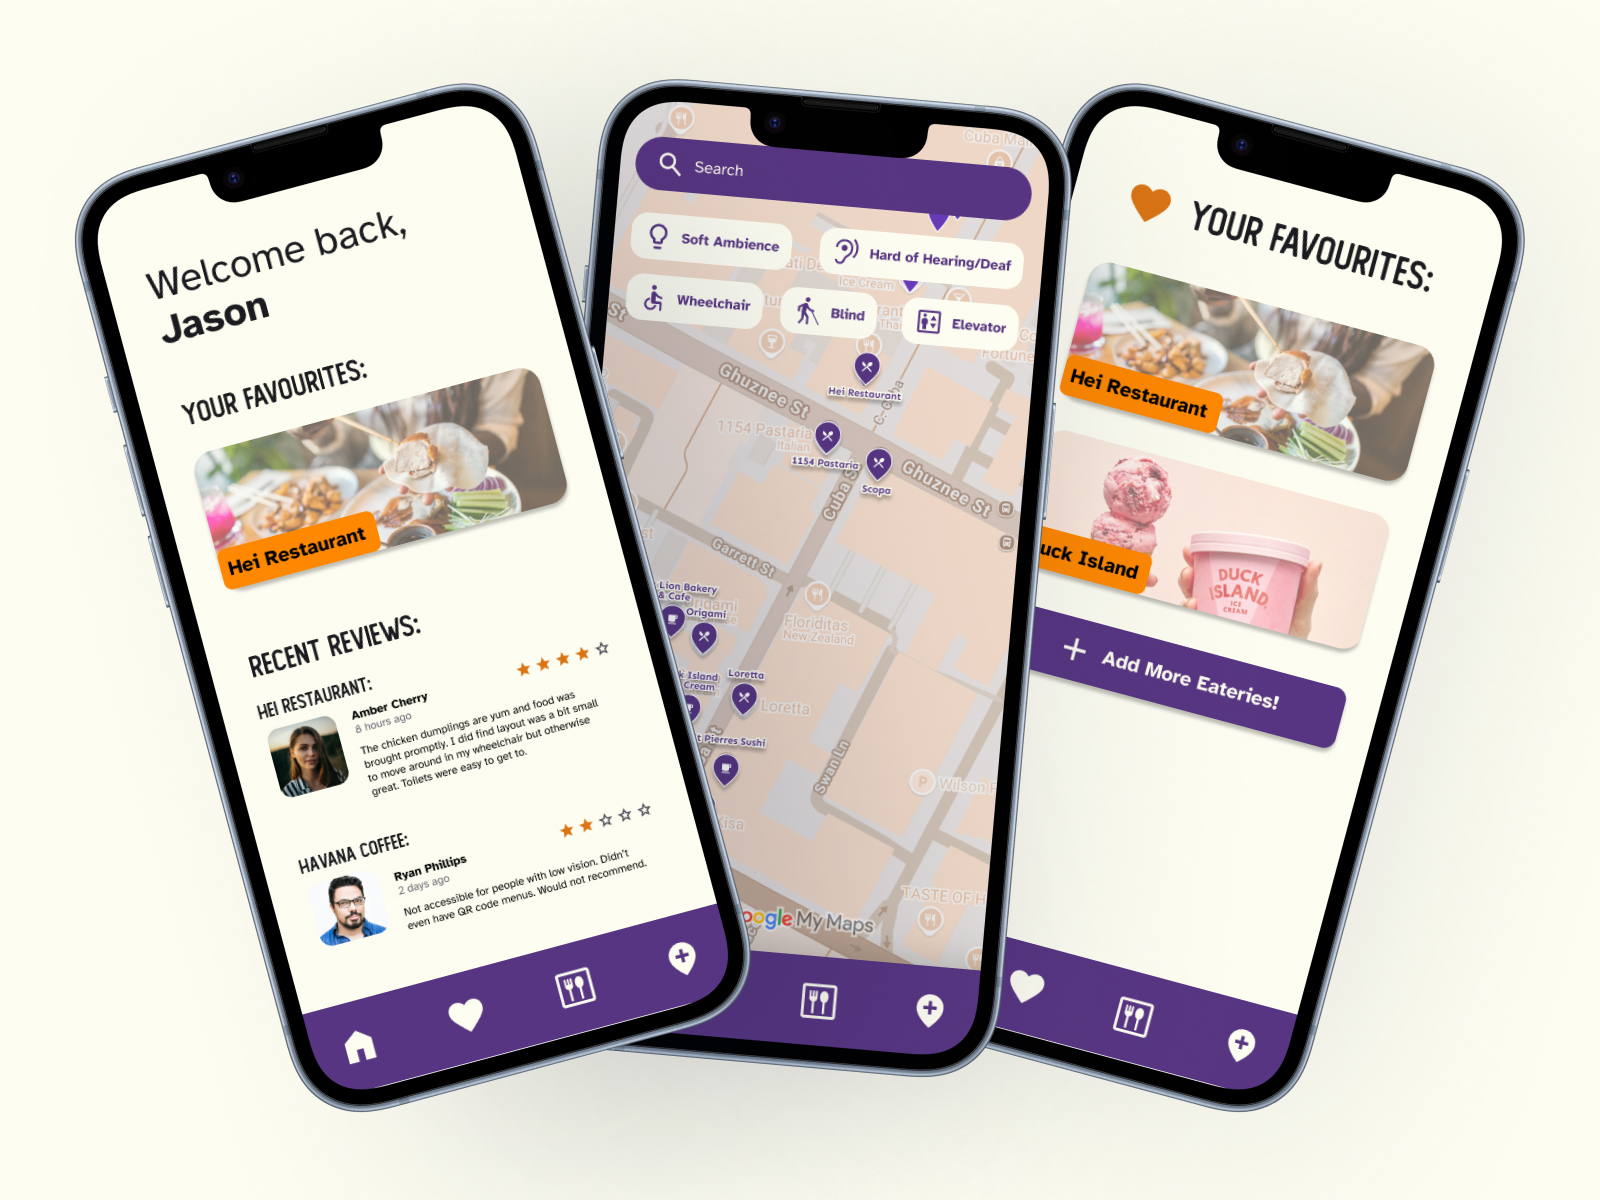 Welcome back,
Jason
YOUR FAVOURITES:
Hei Restaurant
RECENT REVIEWS:
HEI RESTAURANT:
Amber Cherry
8 hours ago
The chicken dumplings are yum and food was
brought promptly. I did find layout was a bit small
to move around in my wheelchair but otherwise
great. Toilets were easy to get to.
HAVANA COFFEE:
Ryan Phillips
2 days ago
Not accessible for people with low vision. Didn't
even have QR code menus. Would not recommend.
Cuba Mal
Search
Soft Ambience
Hard of Hearing/Deaf
Ice Cream
Wheelchair
Blind
Elevator
St
Thai
Fortune
Ghuznee St
Hei Restaurant
C. Cuba
1154 Pastaria
Italian
1154 Pastaria
Scopa
Ghuznee St
Cuba S
Garrett St
Lion Bakery
& Cafe
Origami
Floriditas
New Zealand
k Island
Cream
Loretta
Loretta
t Pierres Sushi
Swan Ln
P
Wilson P
TASTE OF H
oogle My Maps
YOUR FAVOURITES:
Hei Restaurant
uck Island
DUCK
ISLAND
ICE
CREAM
+ Add More Eateries!